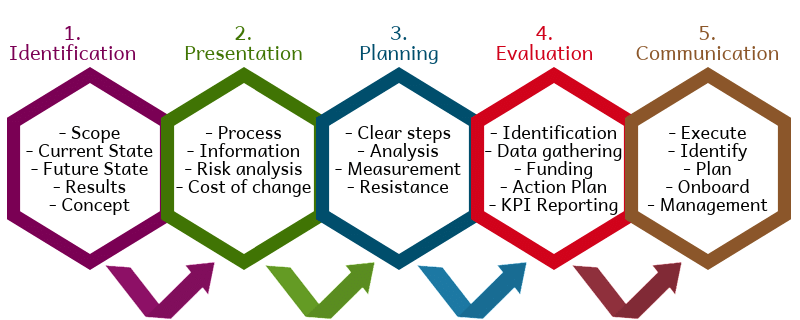 1.
Identification
- Scope
- Current State
- Future State
- Results
- Concept
2.
Presentation
- Process
- Information
- Risk analysis
- Cost of change
3.
Planning
- Clear steps
- Analysis
- Measurement
- Resistance
4.
Evaluation
- Identification
- Data gathering
- Funding
- Action Plan
- KPI Reporting
5.
Communication
- Execute
- Identify
- Plan
- Onboard
- Management